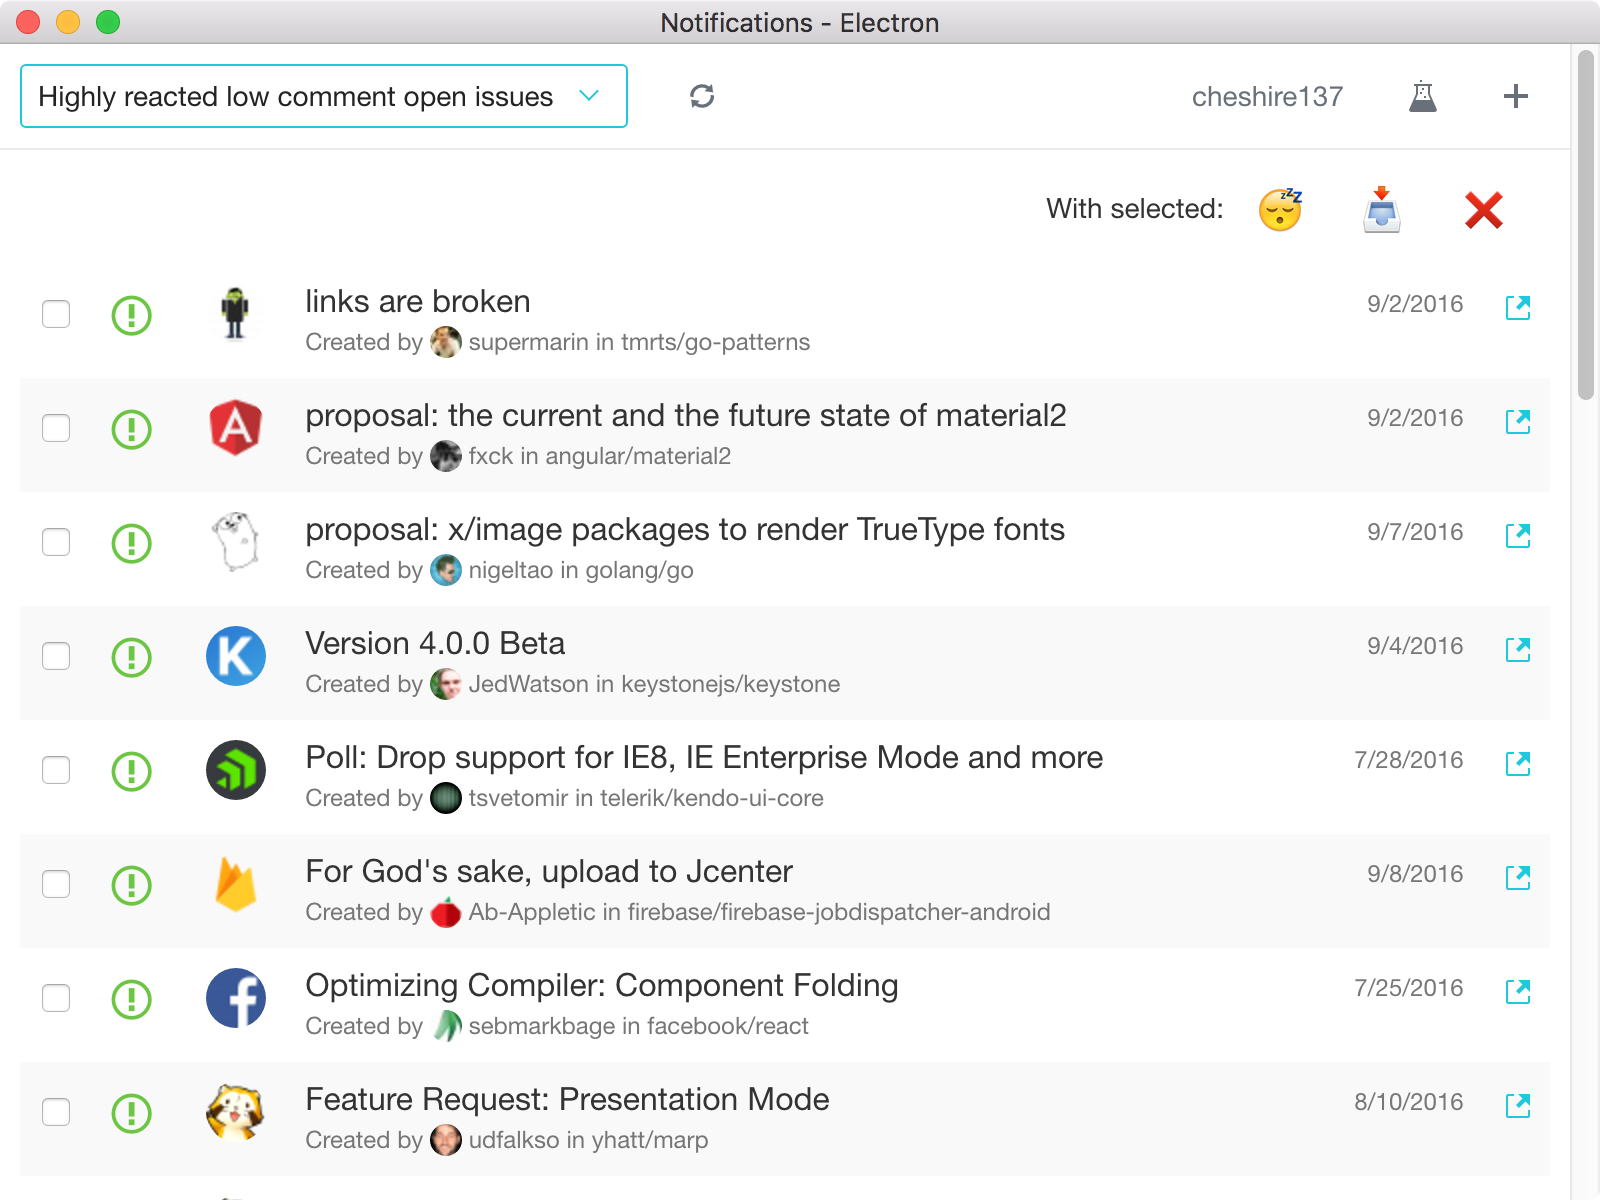 Notifications - Electron
Highly reacted low comment open issues
cheshire137
With selected:
links are broken
9/2/2016
Created by supermarin in tmrts/go-patterns
proposal: the current and the future state of material2
9/2/2016
Created by fxck in angular/material2
proposal: x/image packages to render TrueType fonts
9/7/2016
Created by nigeltao in golang/go
Version 4.0.0 Beta
9/4/2016
Created by JedWatson in keystonejs/keystone
Poll: Drop support for IE8, IE Enterprise Mode and more
7/28/2016
Created by tsvetomir in telerik/kendo-ui-core
For God's sake, upload to Jcenter
9/8/2016
Created by Ab-Appletic in firebase/firebase-jobdispatcher-android
Optimizing Compiler: Component Folding
7/25/2016
Created by sebmarkbage in facebook/react
Feature Request: Presentation Mode
8/10/2016
Created by udfalkso in yhatt/marp